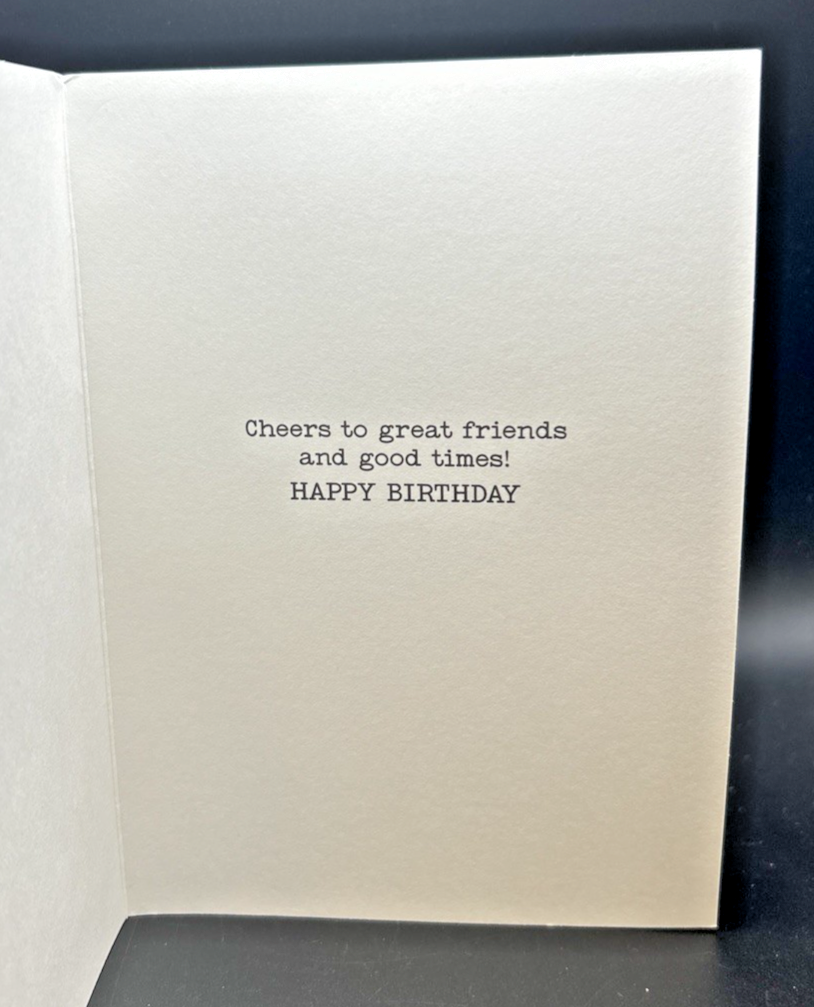 Cheers to great friends
and good times!
HAPPY BIRTHDAY